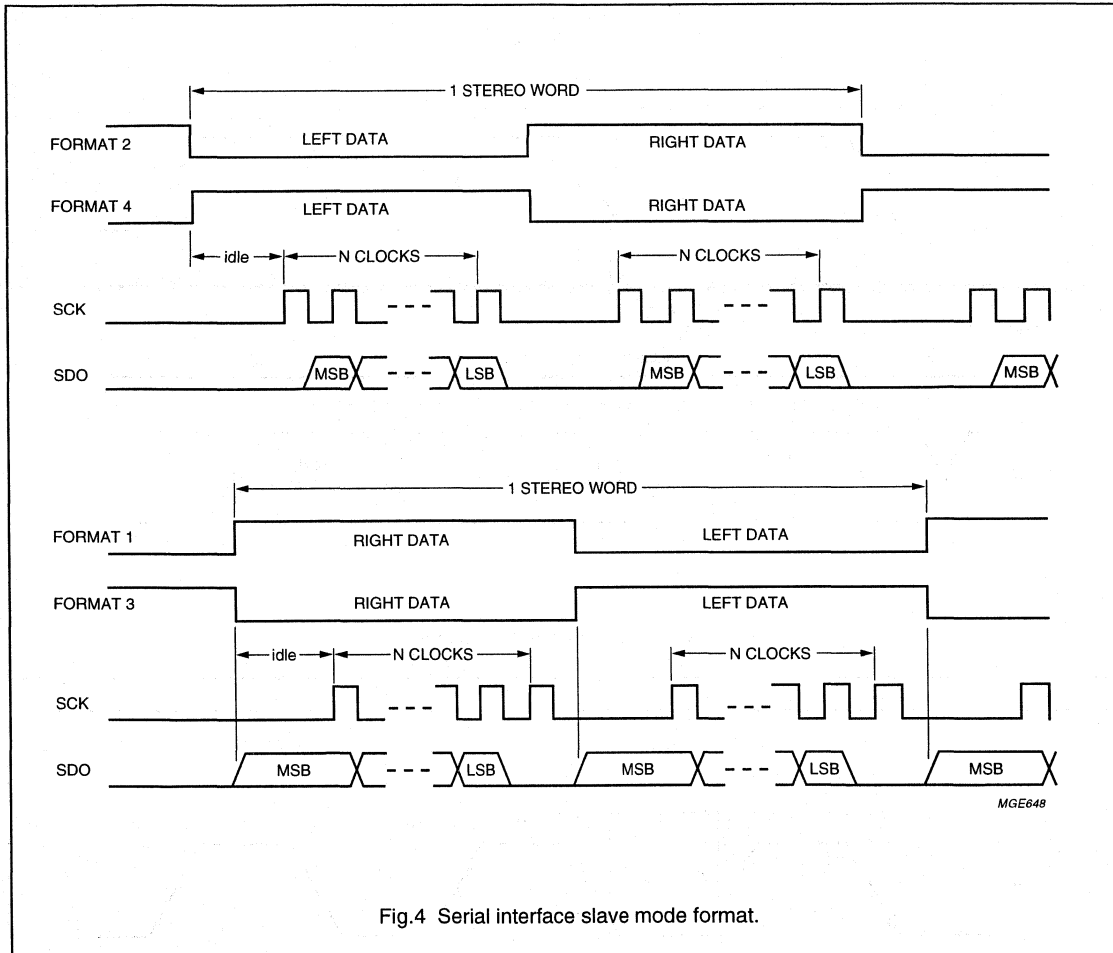 1 STEREO WORD
FORMAT 2
LEFT DATA
RIGHT DATA
FORMAT 4
LEFT DATA
RIGHT DATA
idle
N CLOCKS
N CLOCKS
SCK
SDO
MSB
LSB
MSB
LSB
MSB
1 STEREO WORD
FORMAT 1
RIGHT DATA
LEFT DATA
FORMAT 3
RIGHT DATA
LEFT DATA
idle
N CLOCKS
N CLOCKS
SCK
SDO
MSB
LSB
MSB
LSB
MSB
MGE648
Fig.4 Serial interface slave mode format.